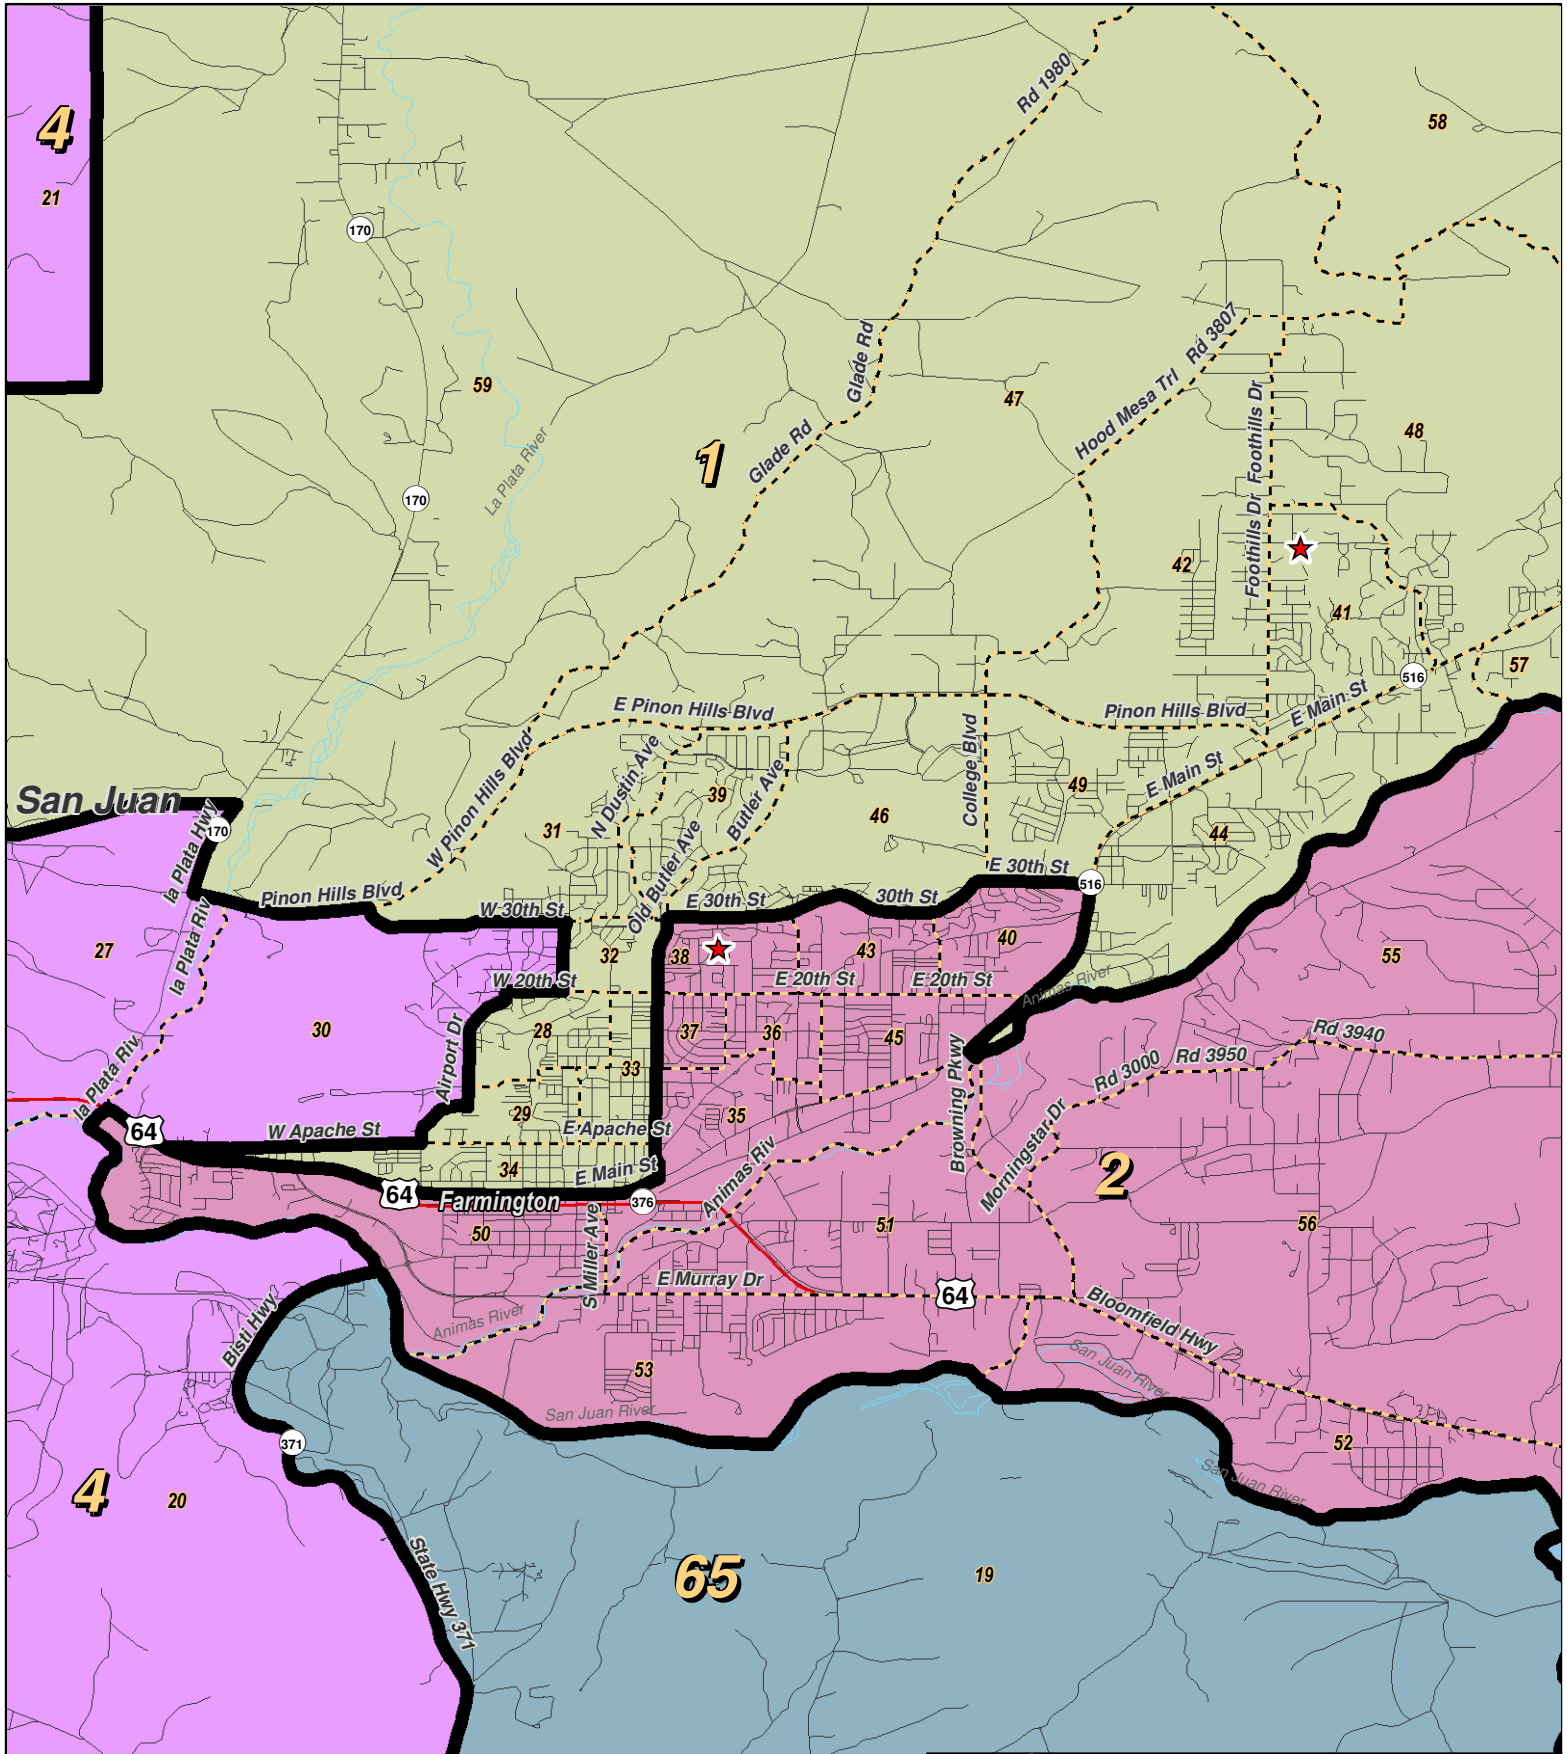 Rd 1980
58
4
21
170
Rd 3807
Glade Rd
59
47
Hood Mesa Trl
Foothills Dr
48
1
Glade Rd
La Plata River
170
Foothills Dr
42
41
57
516
E Pinon Hills Blvd
Pinon Hills Blvd
E Main St
W Pinon Hills Blvd
N Dustin Ave
39
Butler Ave
College Blvd
49
E Main St
San Juan
170
la Plata Hwy
31
46
44
Old Butler Ave
E 30th St
516
Pinon Hills Blvd
W 30th St
E 30th St
30th St
la Plata Riv
27
32
38
43
40
55
W 20th St
E 20th St
E 20th St
Animas River
30
Airport Dr
28
37
36
45
Rd 3940
Rd 3950
Rd 3000
33
la Plata Riv
29
35
Browning Pkwy
Morningstar Dr
64
W Apache St
E Apache St
34
E Main St
2
64
Farmington
376
Animas Riv
50
S Miller Ave
51
56
E Murray Dr
64
Bloomfield Hwy
Bisti Hwy
Animas River
53
San Juan River
San Juan River
371
52
4
20
San Juan River
State Hwy 371
65
19